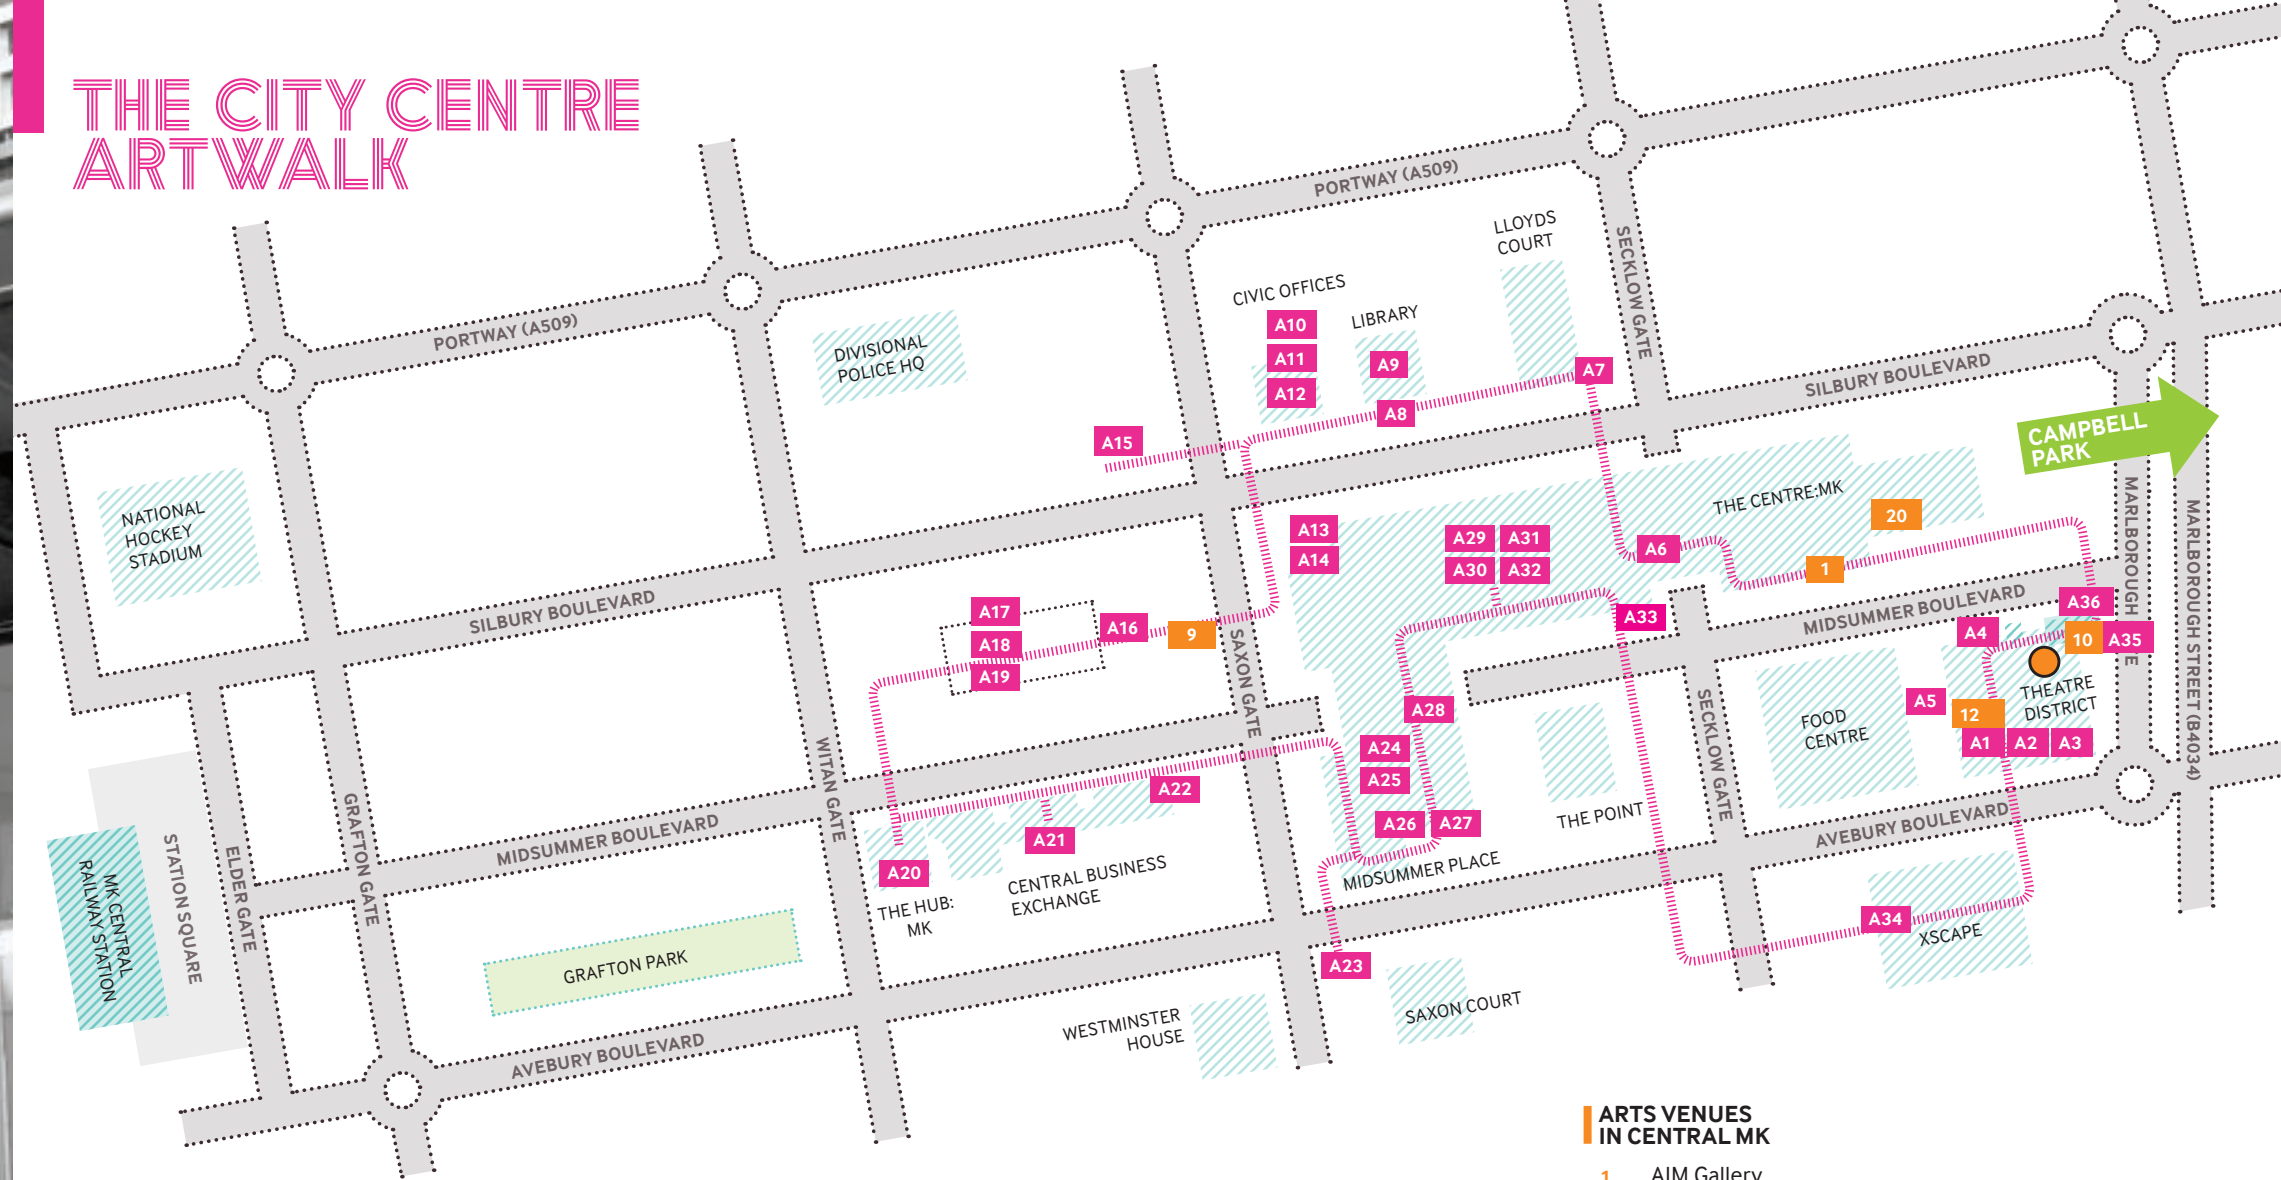 THE CITY CENTRE
ARTWALK
PORTWAY (A509)
PORTWAY (A509)
LLOYDS
COURT
SECKLOW GATE
CIVIC OFFICES
A10
A11
A12
LIBRARY
A9
A8
A7
DIVISIONAL
POLICE HQ
A15
SILBURY BOULEVARD
CAMPBELL
PARK
NATIONAL
HOCKEY
STADIUM
THE CENTRE:MK
20
A13
A14
A29
A31
A30
A32
A6
1
MARLBOROUGH
MARLBOROUGH STREET (B4034)
SILBURY BOULEVARD
A17
A18
A19
A16
9
SAXON GATE
A33
MIDSUMMER BOULEVARD
A36
A4
10
A35
THEATRE
DISTRICT
A5
12
A1
A2
A3
FOOD
CENTRE
SECKLOW GATE
A28
A24
A25
A26
A27
THE POINT
MIDSUMMER PLACE
WITAN GATE
A22
A21
A20
CENTRAL BUSINESS
EXCHANGE
THE HUB:
MK
MIDSUMMER BOULEVARD
GRAFTON GATE
ELDER GATE
STATION SQUARE
MK CENTRAL
RAILWAY STATION
GRAFTON PARK
AVEBURY BOULEVARD
A34
XSCAPE
A23
SAXON COURT
WESTMINSTER
HOUSE
AVEBURY BOULEVARD
ARTS VENUES
IN CENTRAL MK
1 AIM Gallery